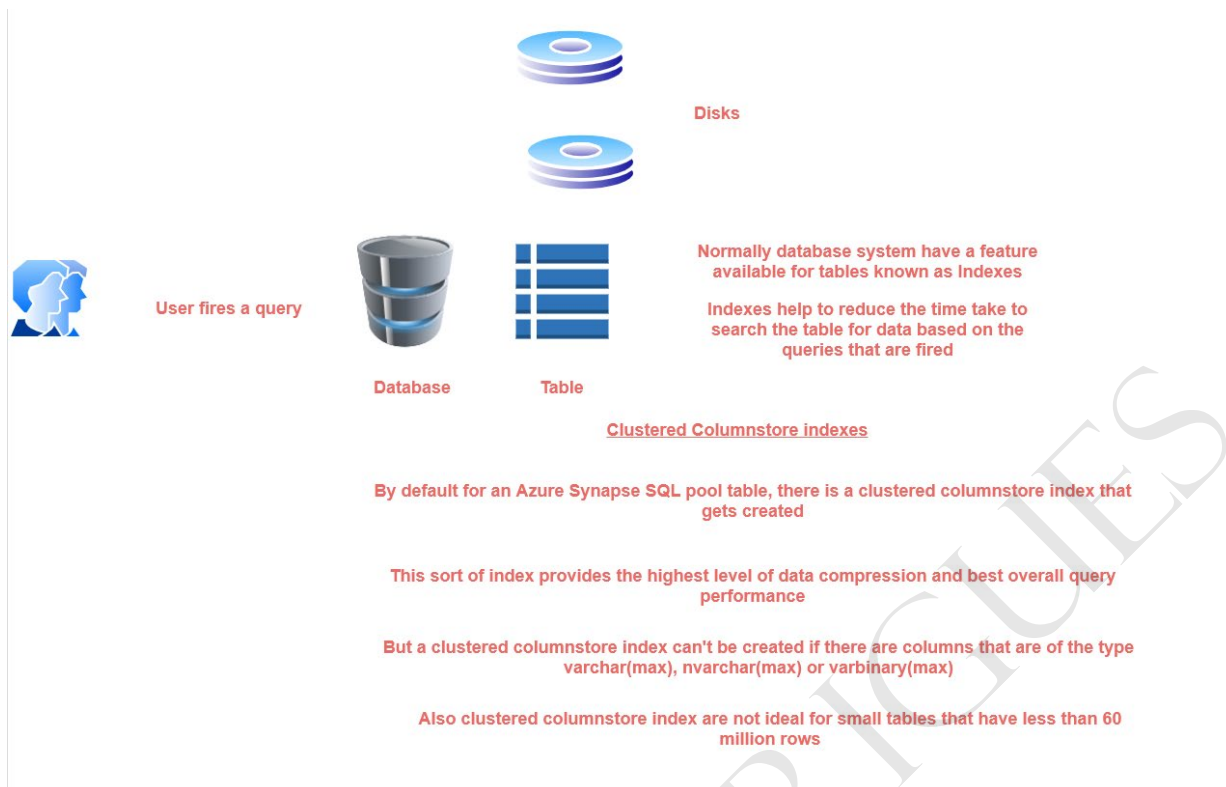 Disks
User fires a query
Database
Table
Normally database system have a feature
available for tables known as Indexes
Indexes help to reduce the time take to
search the table for data based on the
queries that are fired
Clustered Columnstore indexes
By default for an Azure Synapse SQL pool table, there is a clustered columnstore index that
gets created
This sort of index provides the highest level of data compression and best overall query
performance
But a clustered columnstore index can't be created if there are columns that are of the type
varchar(max), nvarchar(max) or varbinary(max)
Also clustered columnstore index are not ideal for small tables that have less than 60
million rows